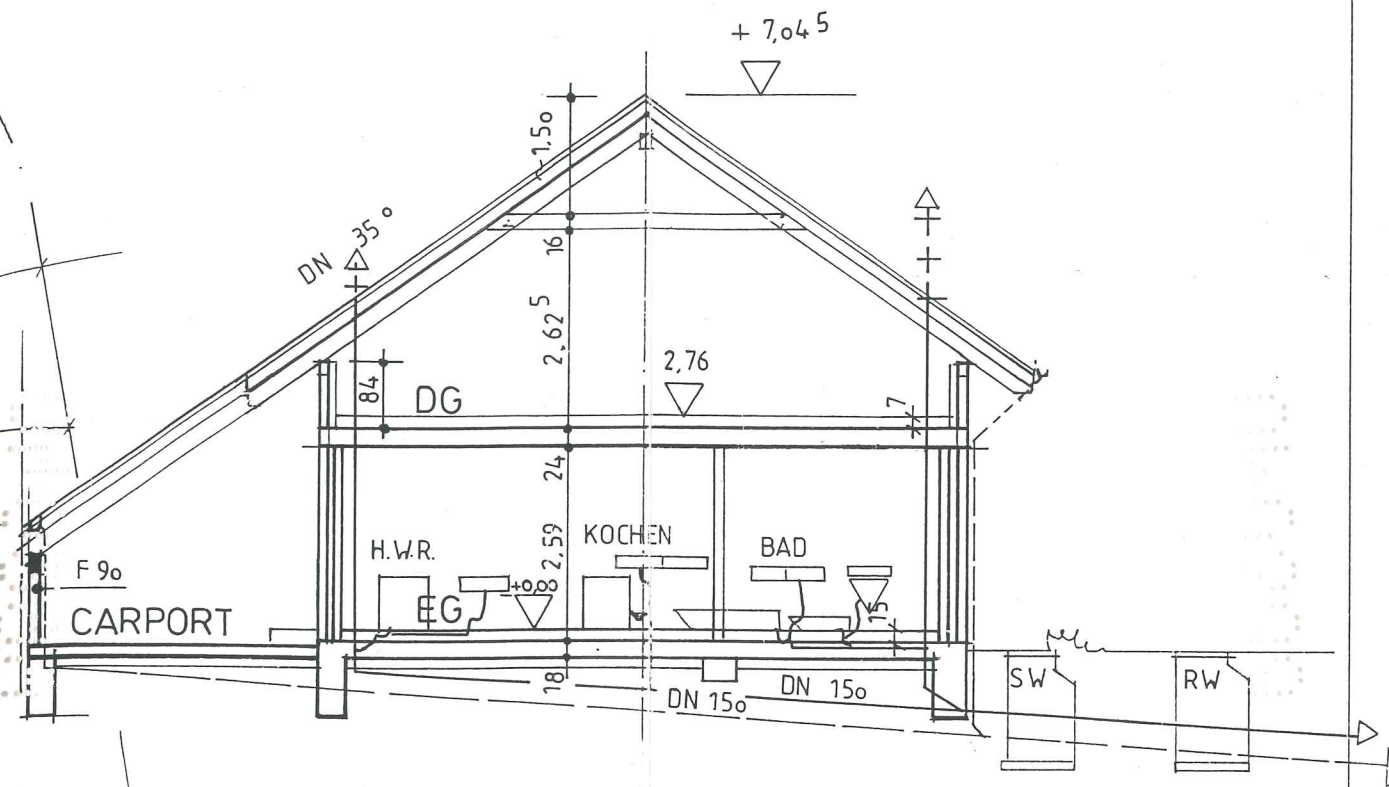 + 7,04⁵
~1,50
DN 35°
16
2,62⁵
2,76
84
DG
7
24
2,59
H.W.R.
KOCHEN
BAD
F 90
+0,00
EG
15
CARPORT
18
DN 150
DN 150
SW
RW